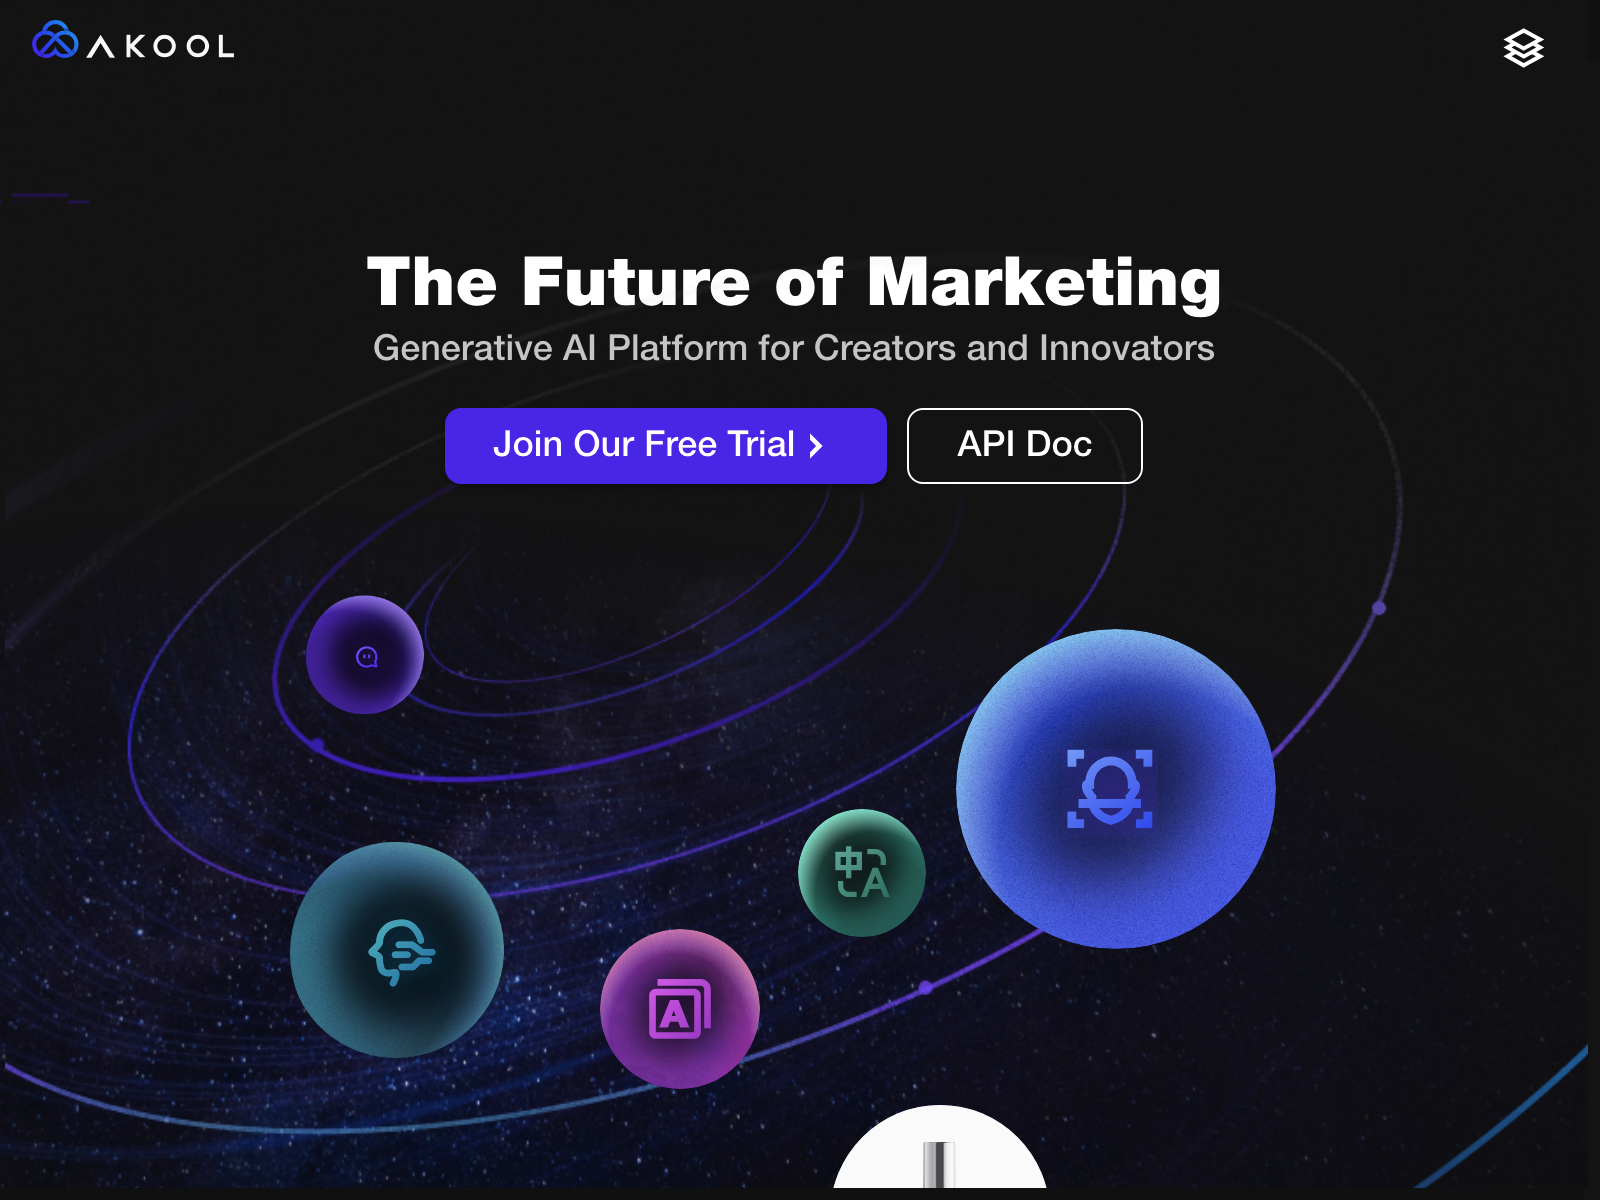 AKOOL
The Future of Marketing
Generative AI Platform for Creators and Innovators
Join Our Free Trial >
API Doc
中A
A